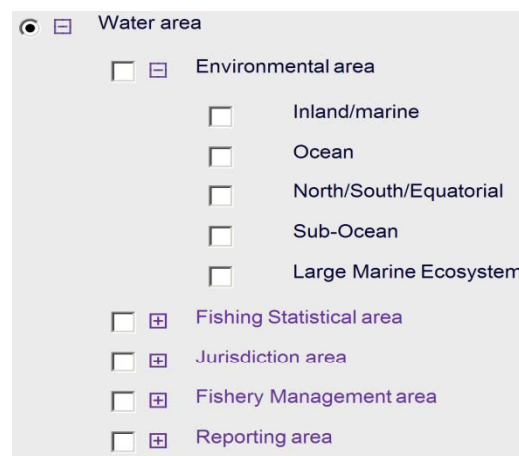 Water area
Environmental area
Inland/marine
Ocean
North/South/Equatorial
Sub-Ocean
Large Marine Ecosystem
Fishing Statistical area
Jurisdiction area
Fishery Management area
Reporting area